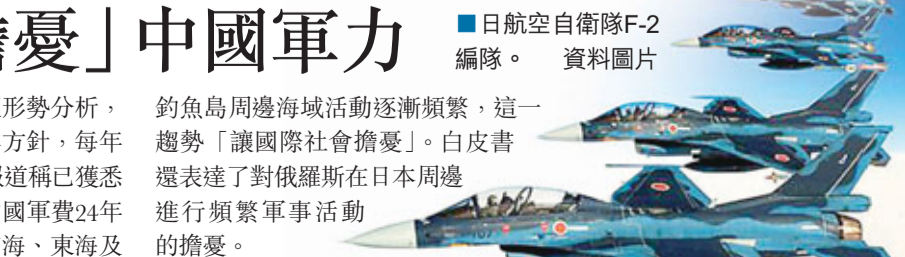 憂」中國軍力
■日航空自衛隊F-2
編隊。 資料圖片
形勢分析，
方針，每年
道稱已獲悉
國軍費24年
海、東海及
釣魚島周邊海域活動逐漸頻繁，這一
趨勢「讓國際社會擔憂」。白皮書
還表達了對俄羅斯在日本周邊
進行頻繁軍事活動
的擔憂。